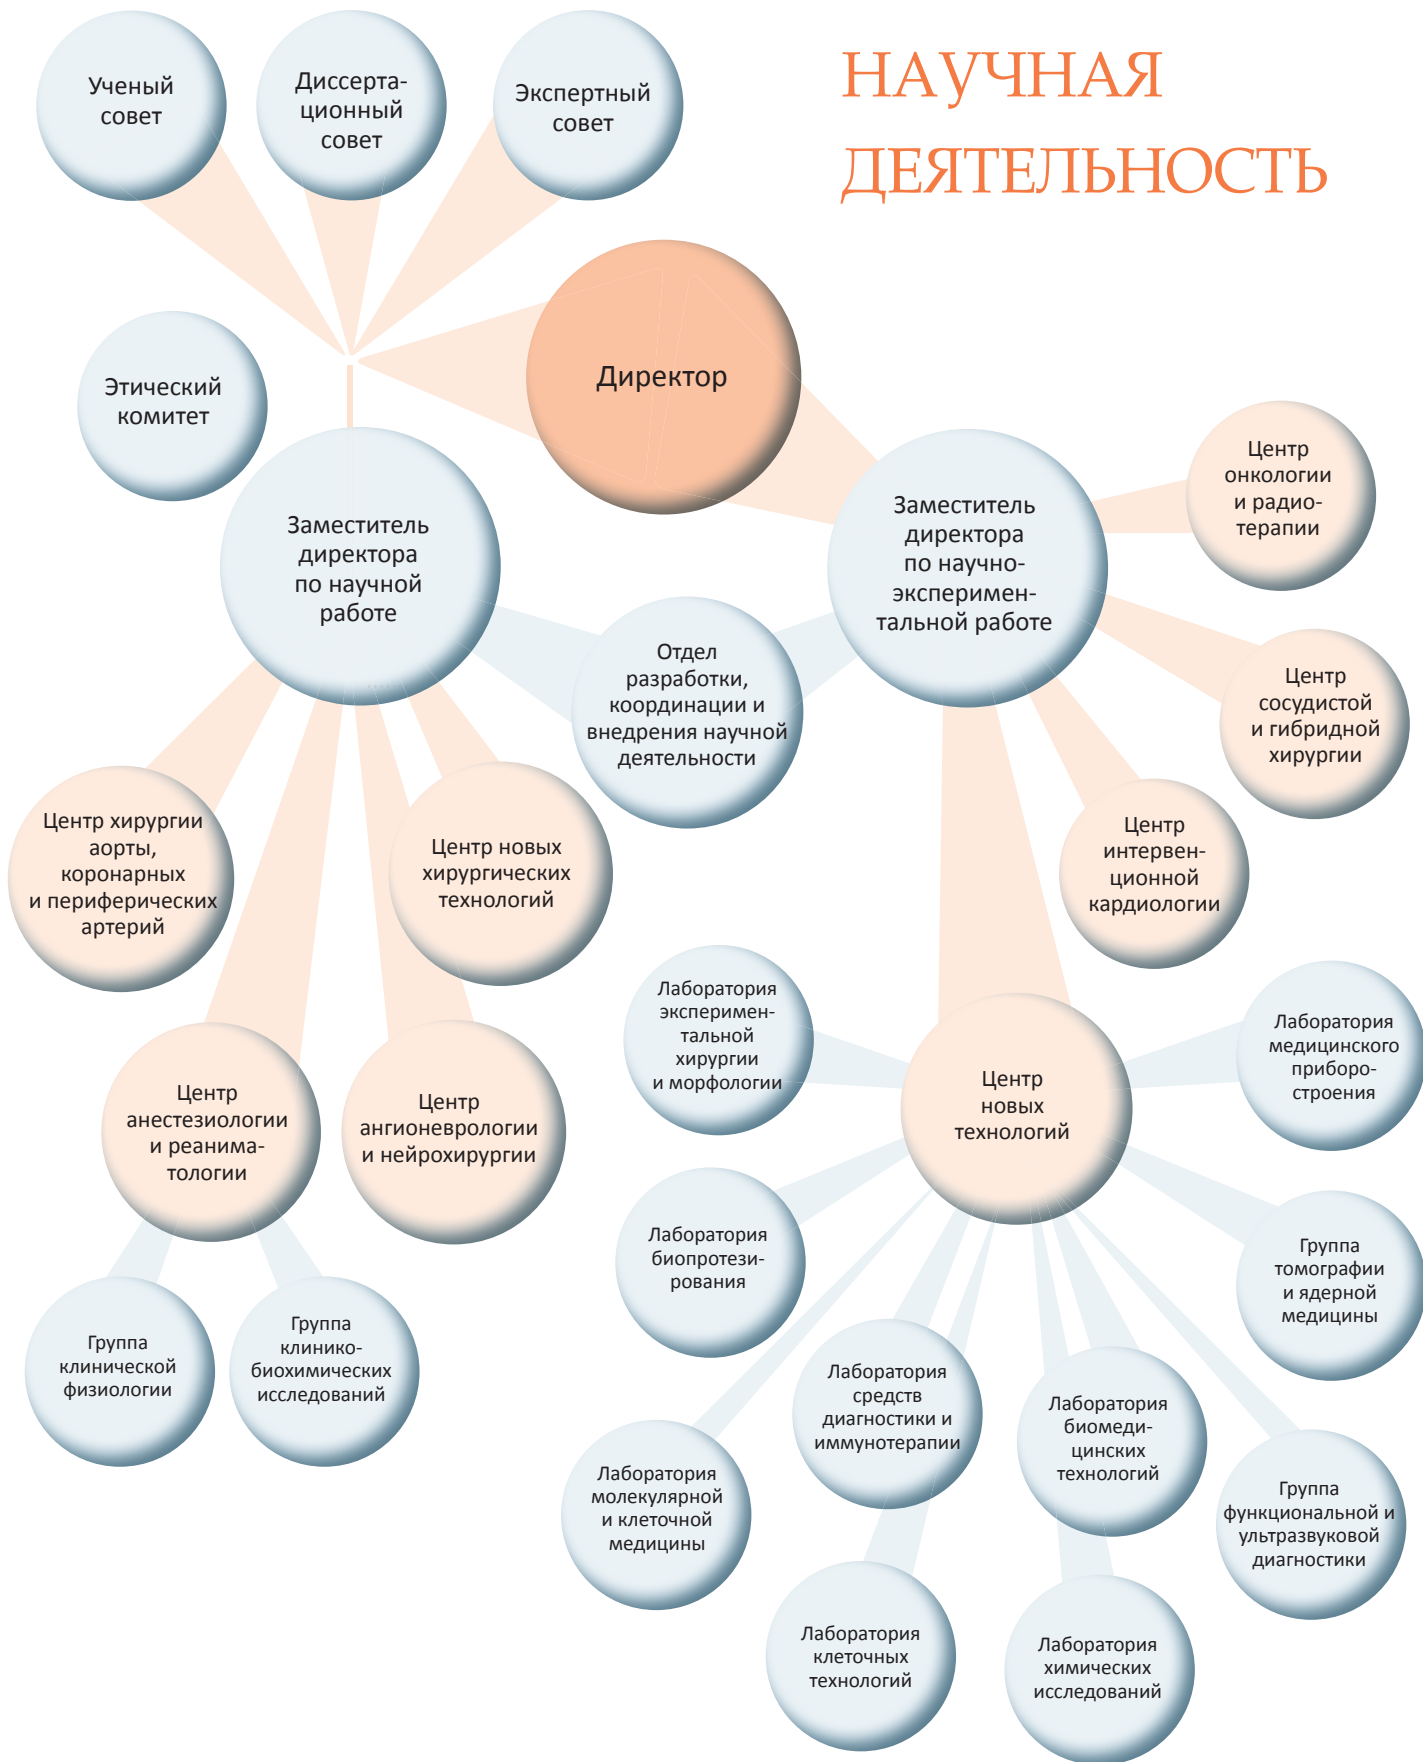 НАУЧНАЯ
ДЕЯТЕЛЬНОСТЬ
Ученый
совет
Диссерта-
ционный
совет
Экспертный
совет
Директор
Этический
комитет
Заместитель
директора
по научной
работе
Заместитель
директора
по научно-
эксперимен-
тальной работе
Центр
онкологии
и радио-
терапии
Отдел
разработки,
координации и
внедрения научной
деятельности
Центр
сосудистой
и гибридной
хирургии
Центр хирургии
аорты,
коронарных
и периферических
артерий
Центр новых
хирургических
технологий
Центр
интервен-
ционной
кардиологии
Лаборатория
эксперимен-
тальной
хирургии
и морфологии
Лаборатория
медицинского
приборо-
строения
Центр
новых
технологий
Центр
анестезиологии
и реанима-
тологии
Центр
ангионеврологии
и нейрохирургии
Лаборатория
биопротези-
рования
Группа
томографии
и ядерной
медицины
Группа
клинической
физиологии
Группа
клинико-
биохимических
исследований
Лаборатория
средств
диагностики и
иммунотерапии
Лаборатория
биомеди-
цинских
технологий
Лаборатория
молекулярной
и клеточной
медицины
Группа
функциональной и
ультразвуковой
диагностики
Лаборатория
клеточных
технологий
Лаборатория
химических
исследований